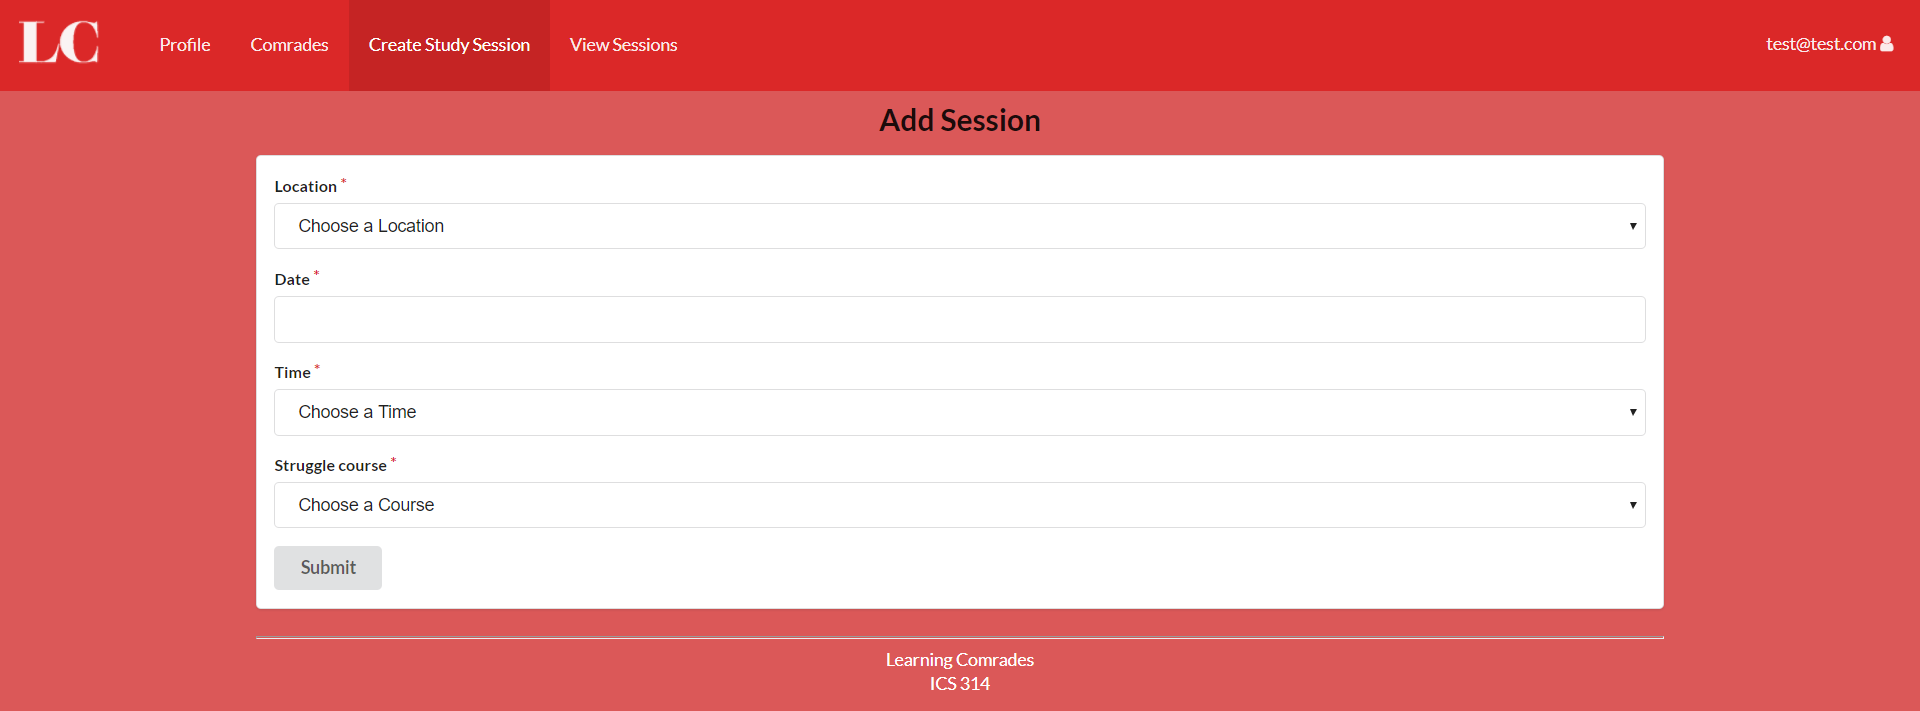 LC
Profile Comrades Create Study Session View Sessions test@test.com
Add Session
Location *
Choose a Location
Date *
Time *
Choose a Time
Struggle course *
Choose a Course
Submit
Learning Comrades
ICS 314